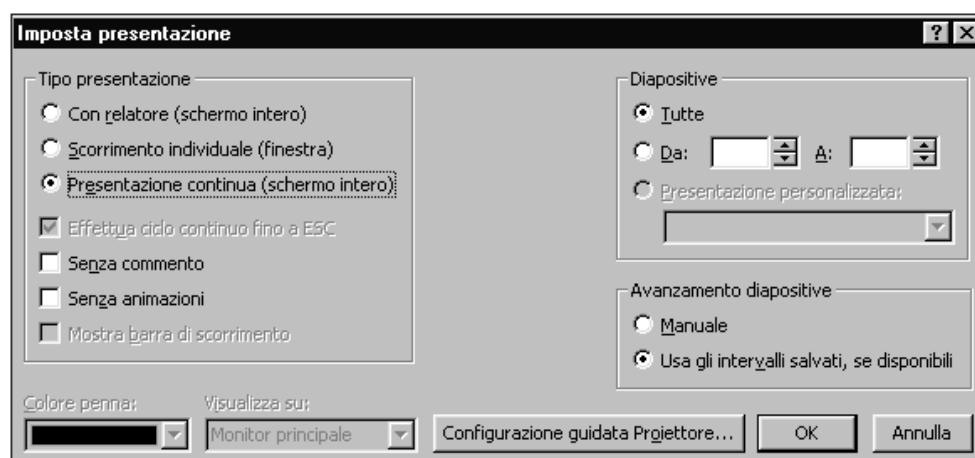 Imposta presentazione
Tipo presentazione
Con relatore (schermo intero)
Scorrimento individuale (finestra)
Presentazione continua (schermo intero)
Effettua ciclo continuo fino a ESC
Senza commento
Senza animazioni
Mostra barra di scorrimento
Diapositive
Tutte
Da: A:
Presentazione personalizzata:
Avanzamento diapositive
Manuale
Usa gli intervalli salvati, se disponibili
Colore penna: Visualizza su:
Monitor principale Configurazione guidata Proiettore... OK Annulla